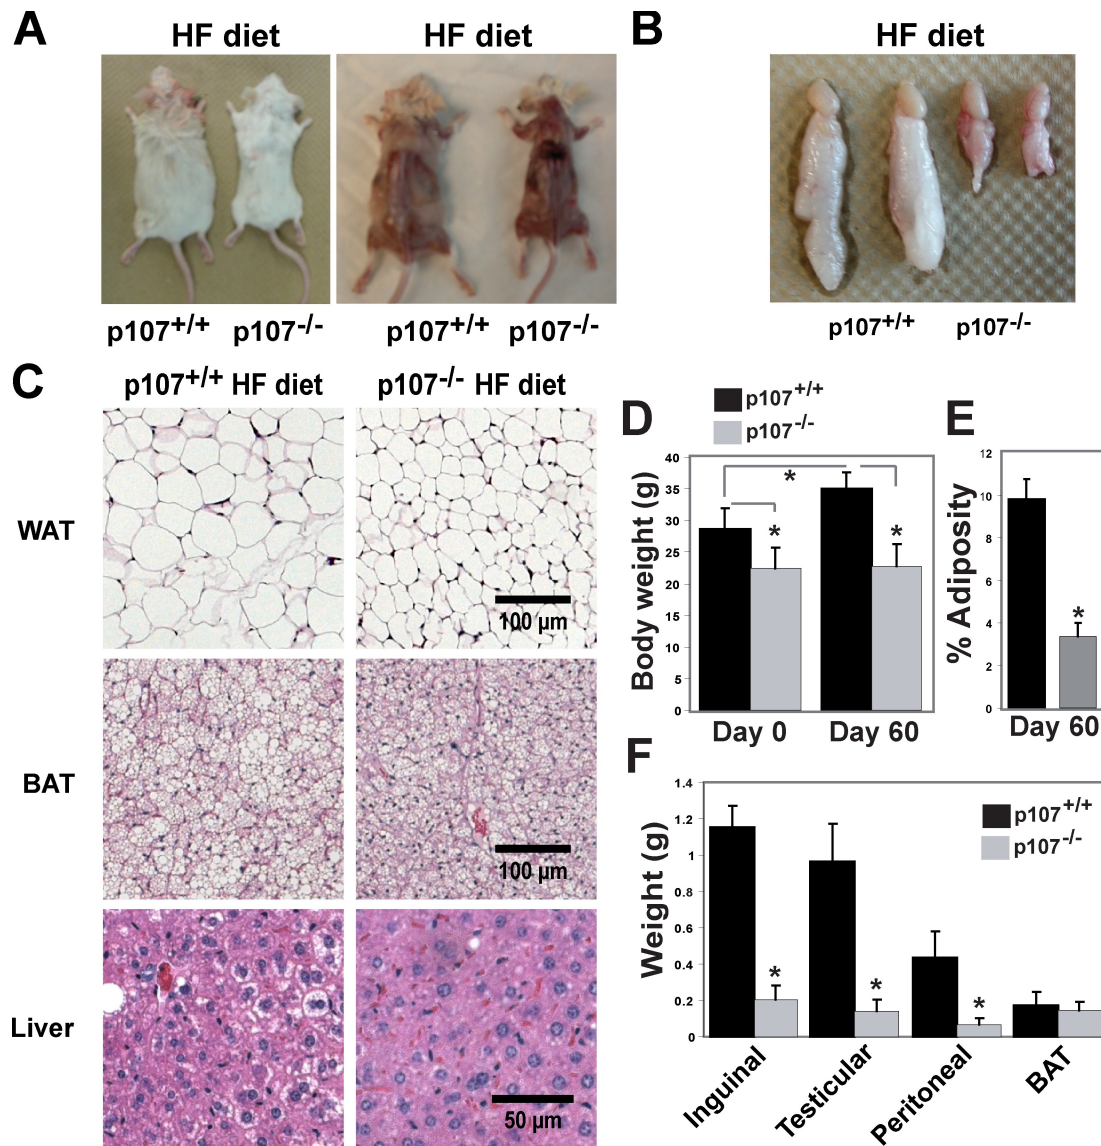 A
HF diet
HF diet
p107+/+
p107-/-
p107+/+
p107-/-
B
HF diet
p107+/+
p107-/-
C
p107+/+ HF diet
p107-/- HF diet
WAT
100 µm
BAT
100 µm
Liver
50 µm
D
p107+/+
p107-/-
Body weight (g)
40
35
30
25
20
15
10
5
0
*
*
*
Day 0
Day 60
E
% Adiposity
12
10
8
6
4
2
0
*
Day 60
F
Weight (g)
1.4
1.2
1
0.8
0.6
0.4
0.2
0
p107+/+
p107-/-
*
*
*
Inguinal
Testicular
Peritoneal
BAT